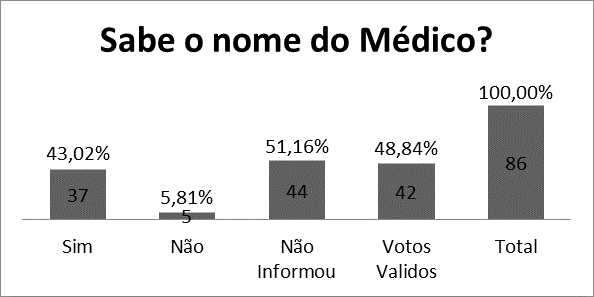 Sabe o nome do Médico?
43,02%
5,81%
51,16%
48,84%
100,00%
37
5
44
42
86
Sim
Não
Não
Informou
Votos
Validos
Total